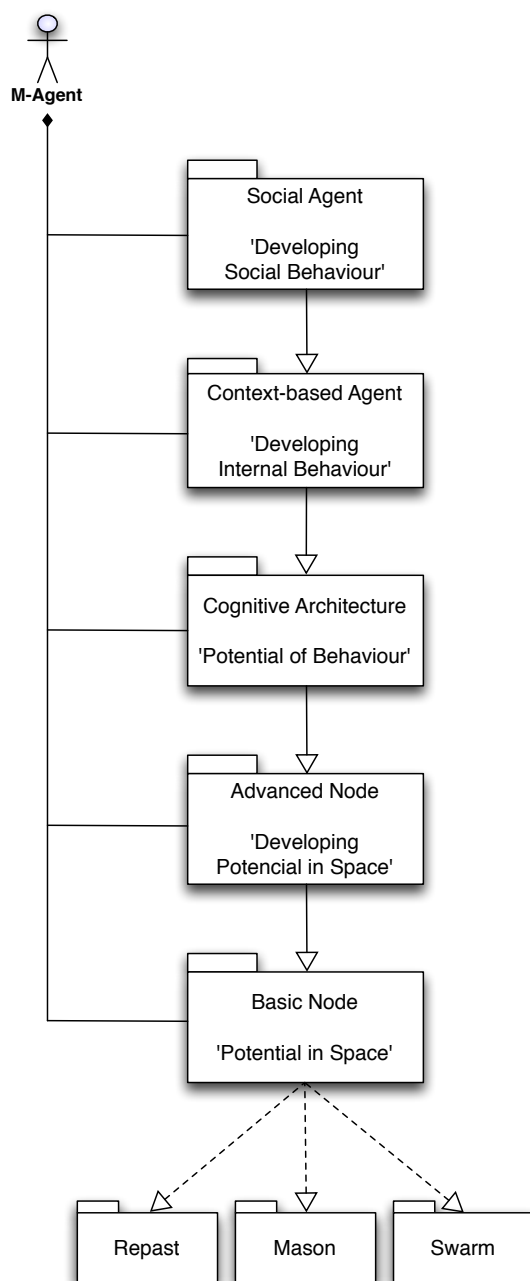 M-Agent
Social Agent
'Developing
Social Behaviour'
Context-based Agent
'Developing
Internal Behaviour'
Cognitive Architecture
'Potential of Behaviour'
Advanced Node
'Developing
Potencial in Space'
Basic Node
'Potential in Space'
Repast
Mason
Swarm